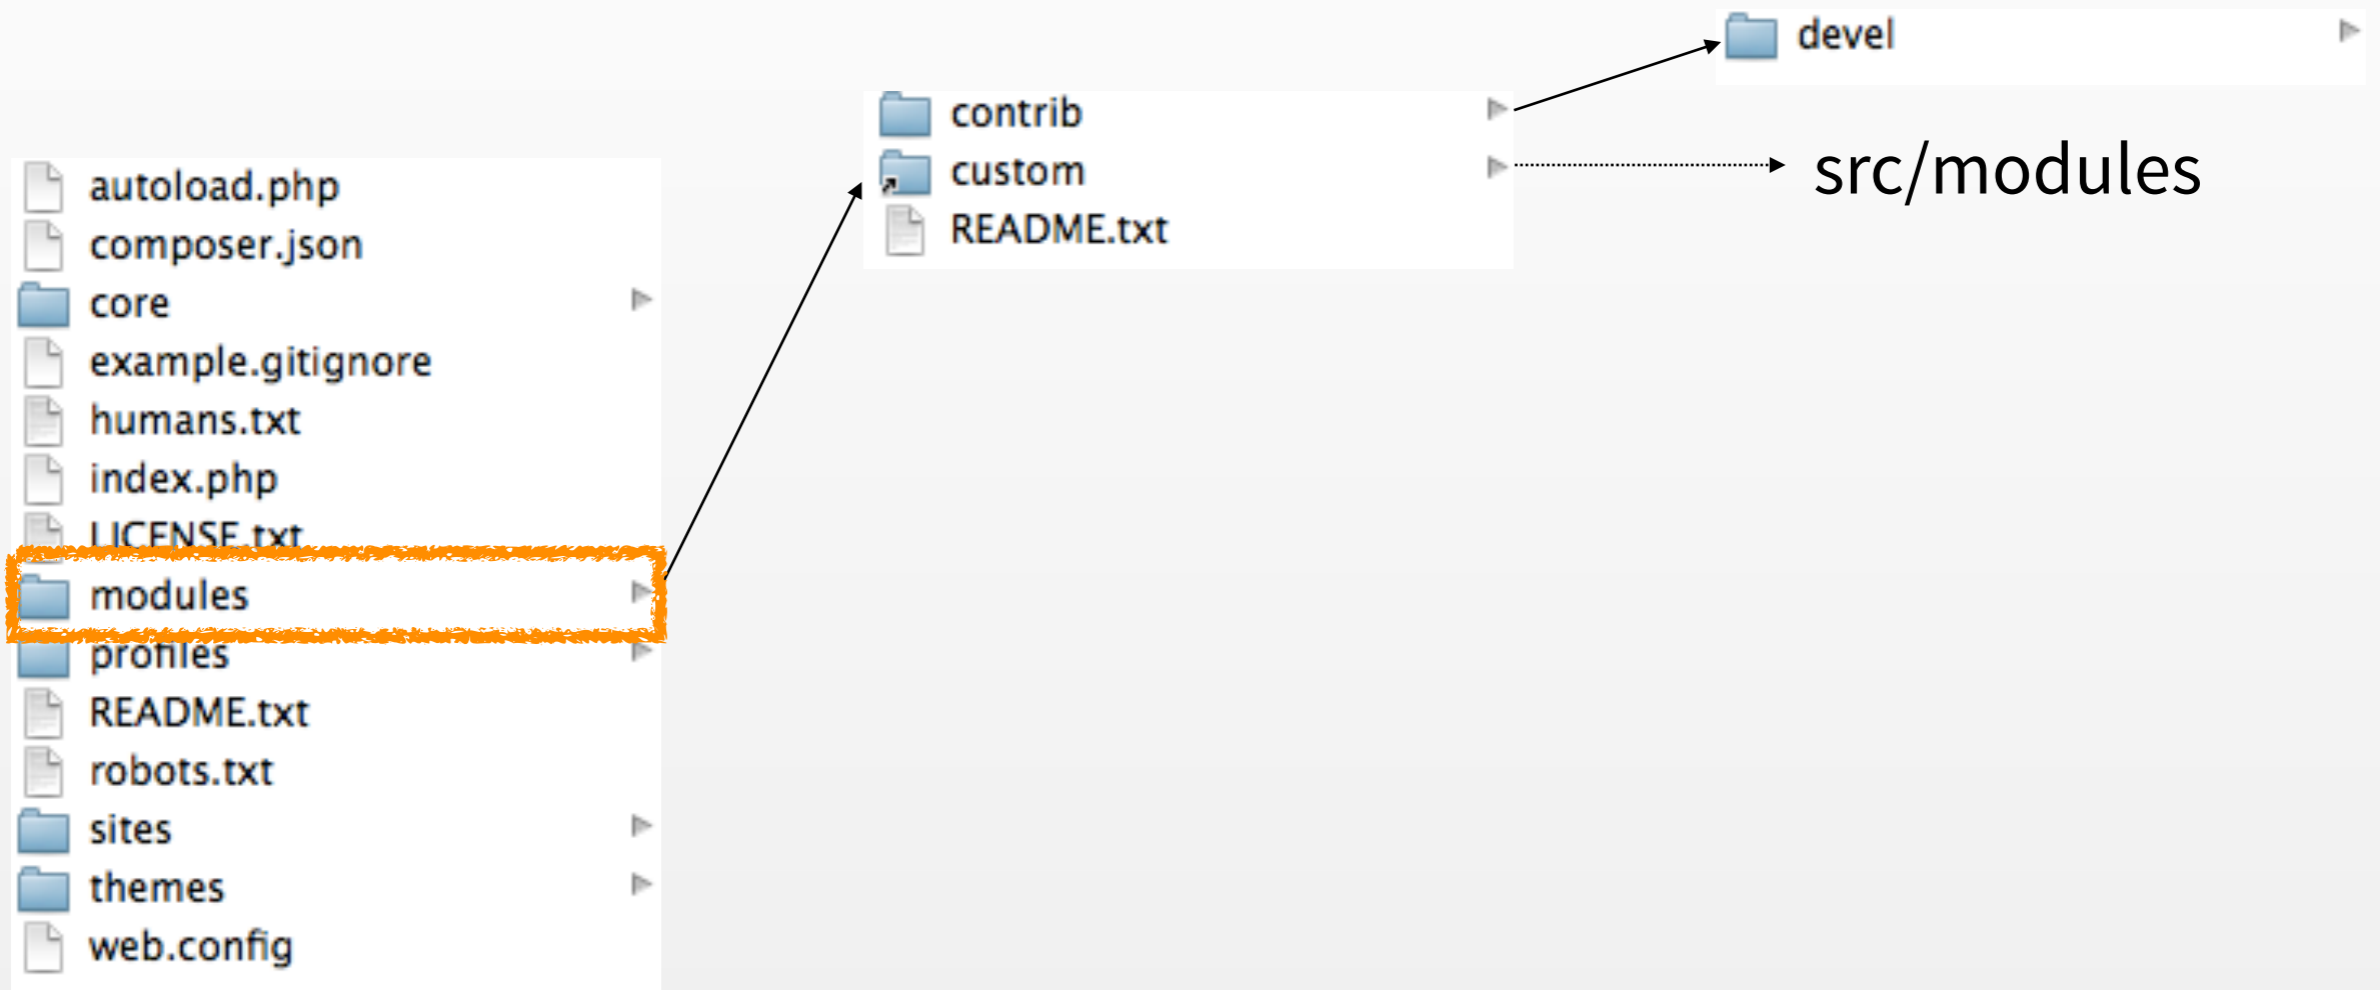 autoload.php
composer.json
core
example.gitignore
humans.txt
index.php
LICENSE.txt
modules
profiles
README.txt
robots.txt
sites
themes
web.config
contrib
custom
README.txt
devel
src/modules